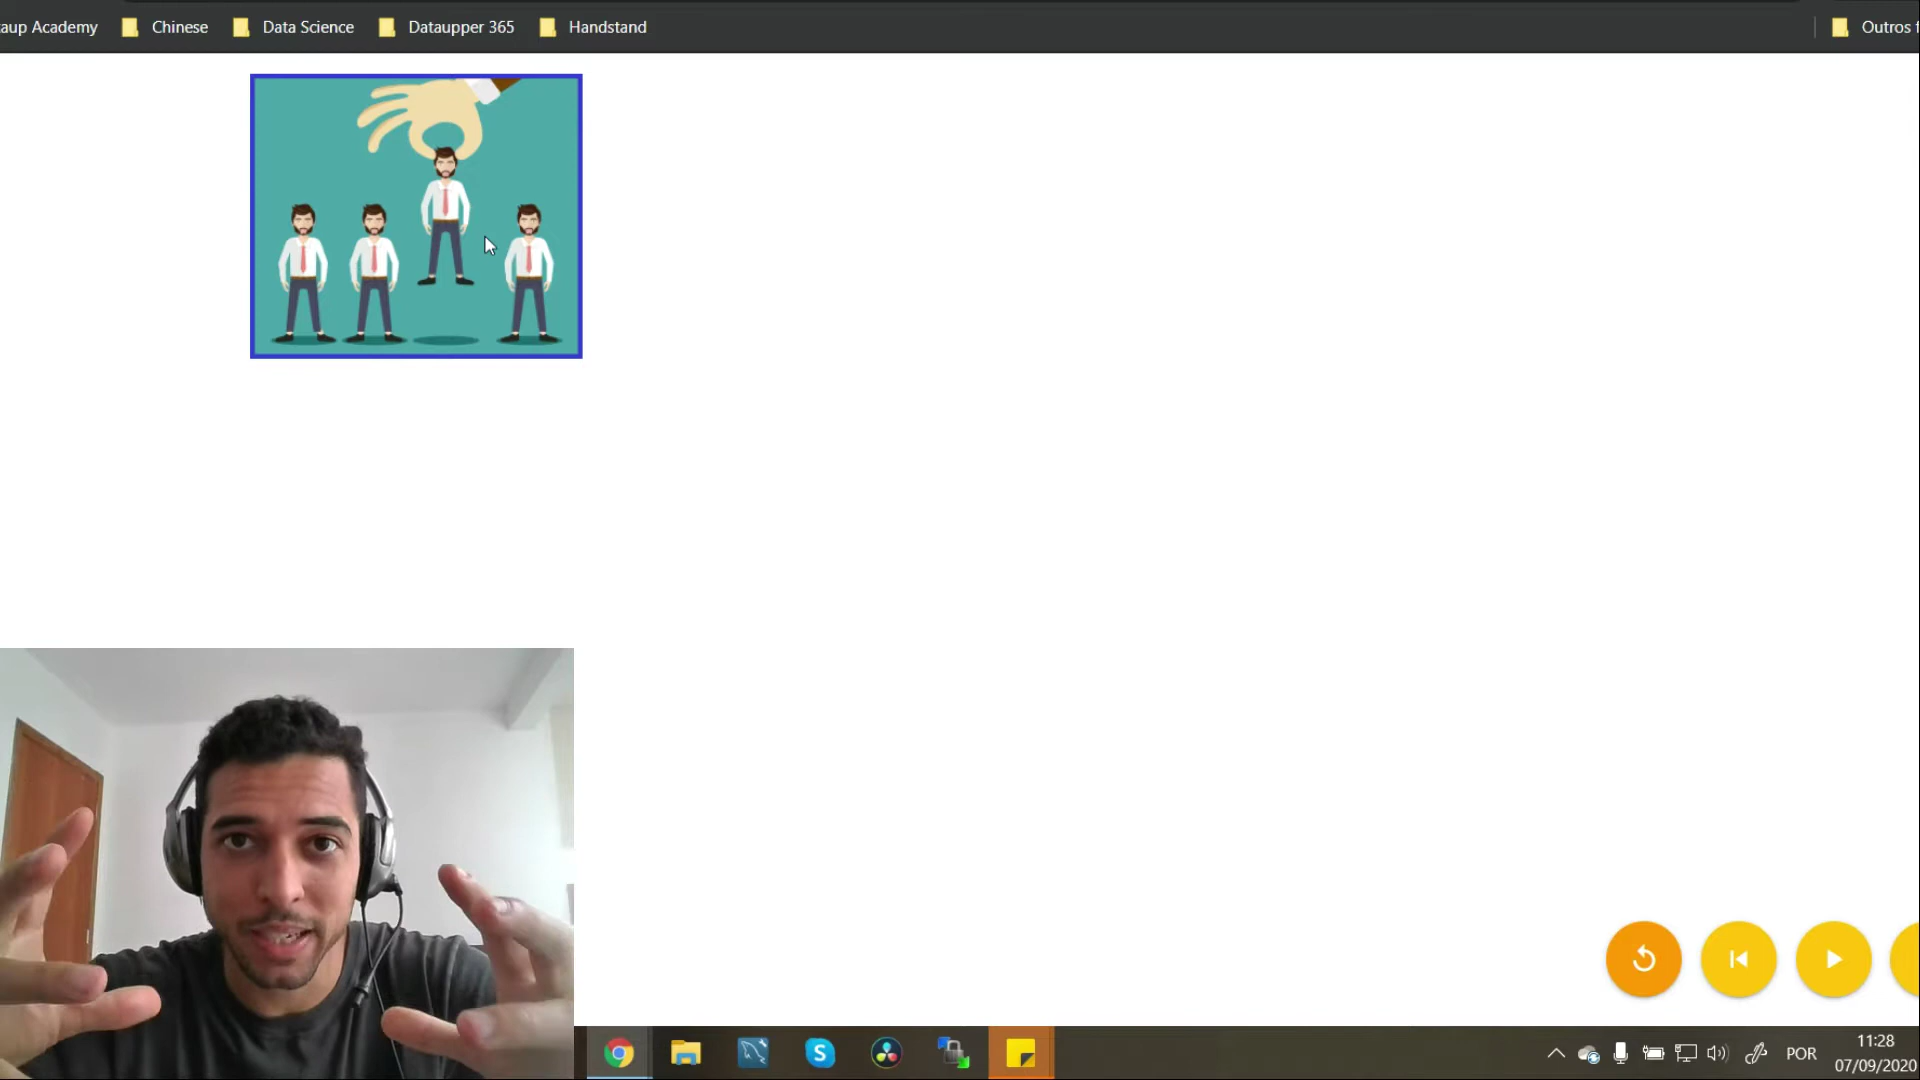 aup Academy
Chinese
Data Science
Dataupper 365
Handstand
Outros f
POR
11:28
07/09/2020